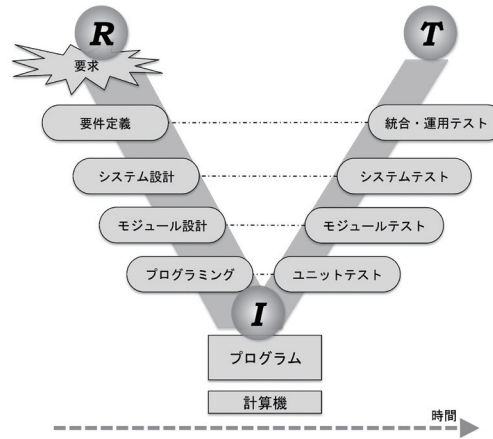 R
T
要求
要件定義
統合・運用テスト
システム設計
システムテスト
モジュール設計
モジュールテスト
プログラミング
ユニットテスト
I
プログラム
計算機
時間